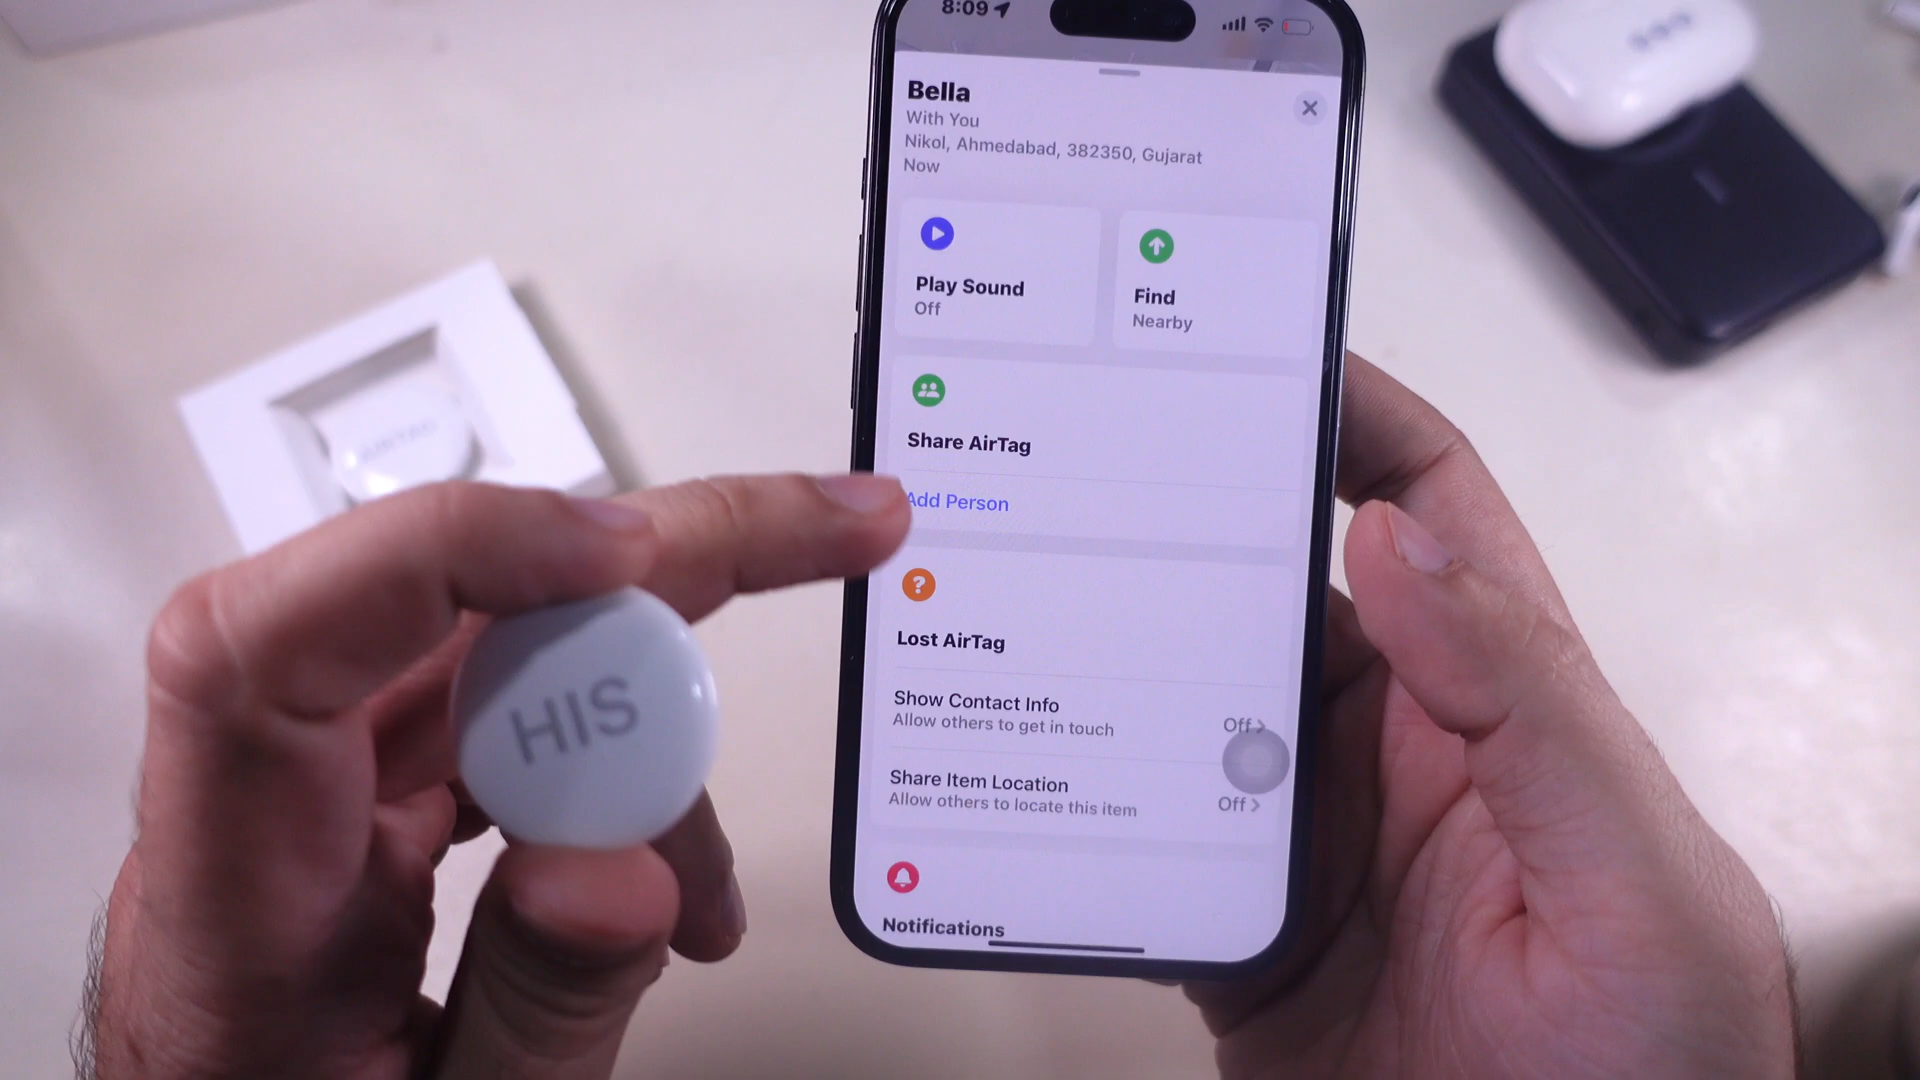 8:09
Bella
With You
Nikol, Ahmedabad, 382350, Gujarat
Now
Play Sound
Off
Find
Nearby
Share AirTag
Add Person
Lost AirTag
Show Contact Info
Allow others to get in touch
Off
Share Item Location
Allow others to locate this item
Off
Notifications
HIS